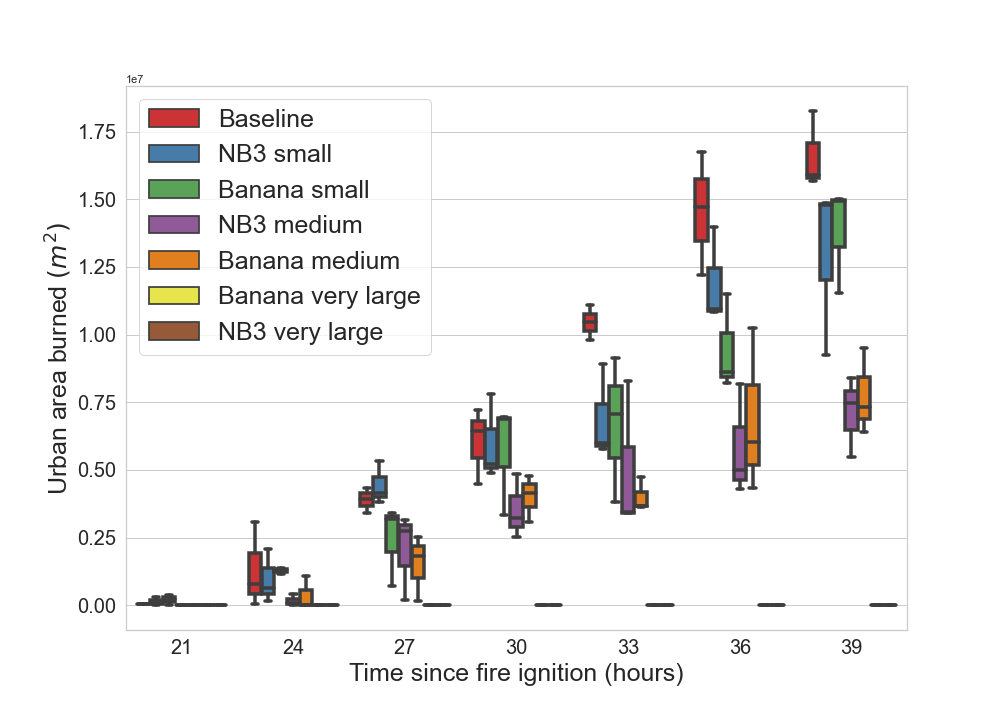 1e7
Baseline
NB3 small
Banana small
NB3 medium
Banana medium
Banana very large
NB3 very large
1.75
1.50
1.25
1.00
0.75
0.50
0.25
0.00
Urban area burned (m²)
21 24 27 30 33 36 39
Time since fire ignition (hours)